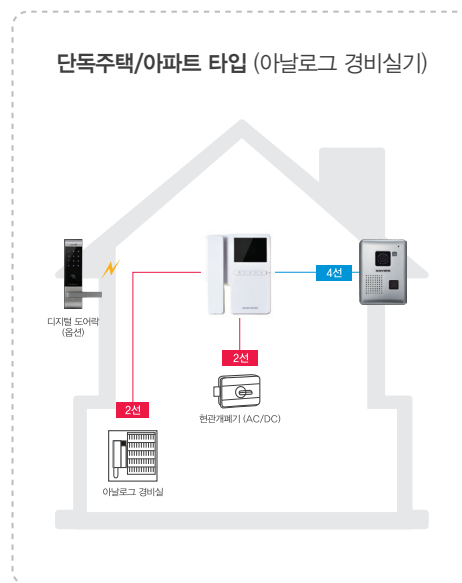 단독주택/아파트 타입 (아날로그 경비실기)
4선
디지털 도어락
(옵션)
2선
현관개폐기 (AC/DC)
2선
아날로그 경비실